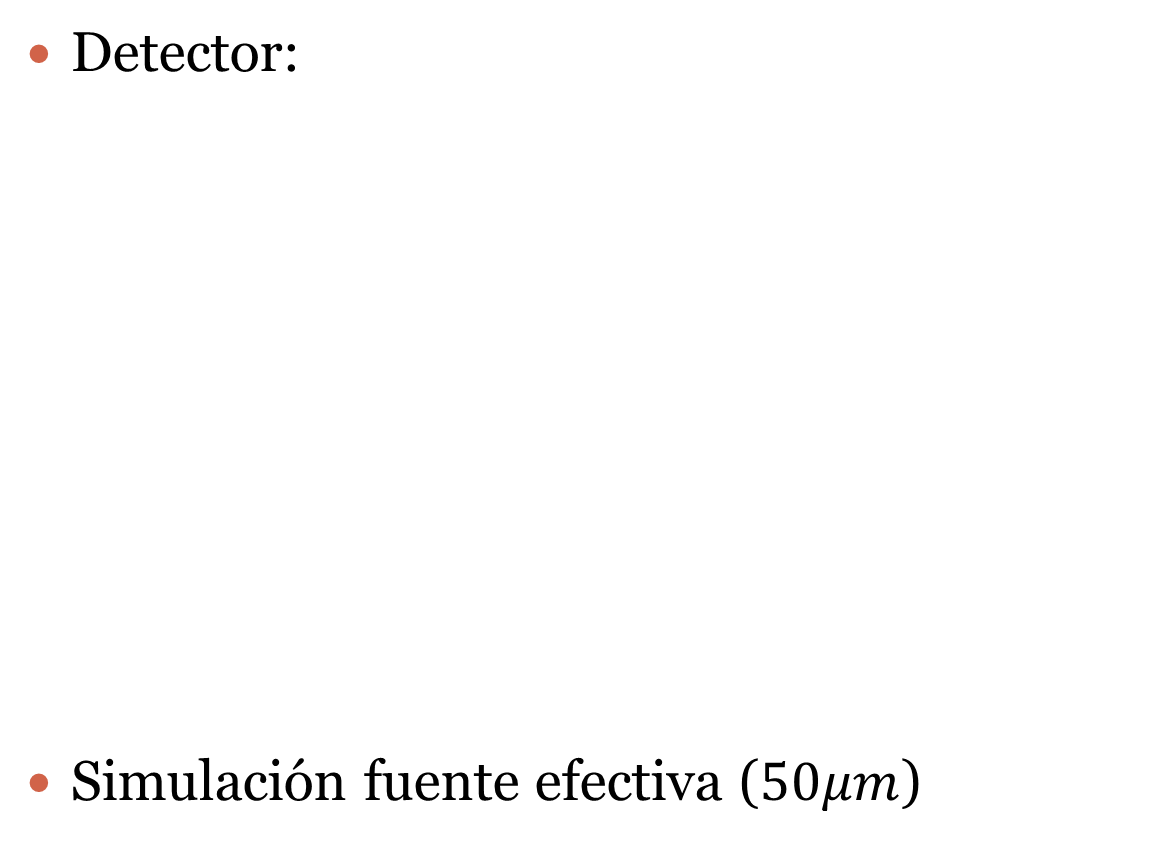 • Detector:
• Simulación fuente efectiva (50μm)